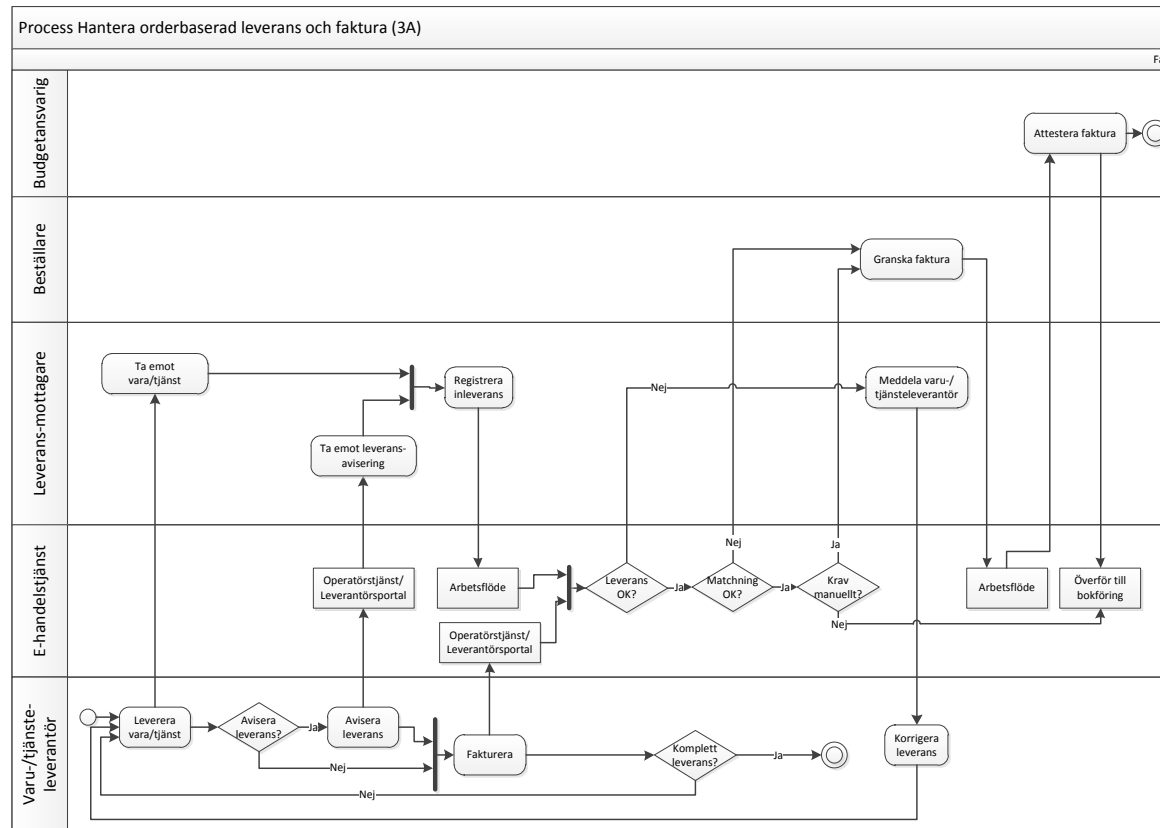 Process Hantera orderbaserad leverans och faktura (3A)
Fa
Budgetansvarig
Attestera faktura
Beställare
Granska faktura
Leverans-mottagare
Ta emot
vara/tjänst
Registrera
inleverans
Nej
Meddela varu-/
tjänsteleverantör
Ta emot leverans-
avisering
E-handelstjänst
Nej
Ja
Operatörstjänst/
Leverantörsportal
Arbetsflöde
Leverans
OK?
Ja
Matchning
OK?
Ja
Krav
manuellt?
Nej
Arbetsflöde
Överför till
bokföring
Operatörstjänst/
Leverantörsportal
Varu-/tjänste-
leverantör
Leverera
vara/tjänst
Avisera
leverans?
Ja
Avisera
leverans
Nej
Fakturera
Komplett
leverans?
Ja
Korrigera
leverans
Nej